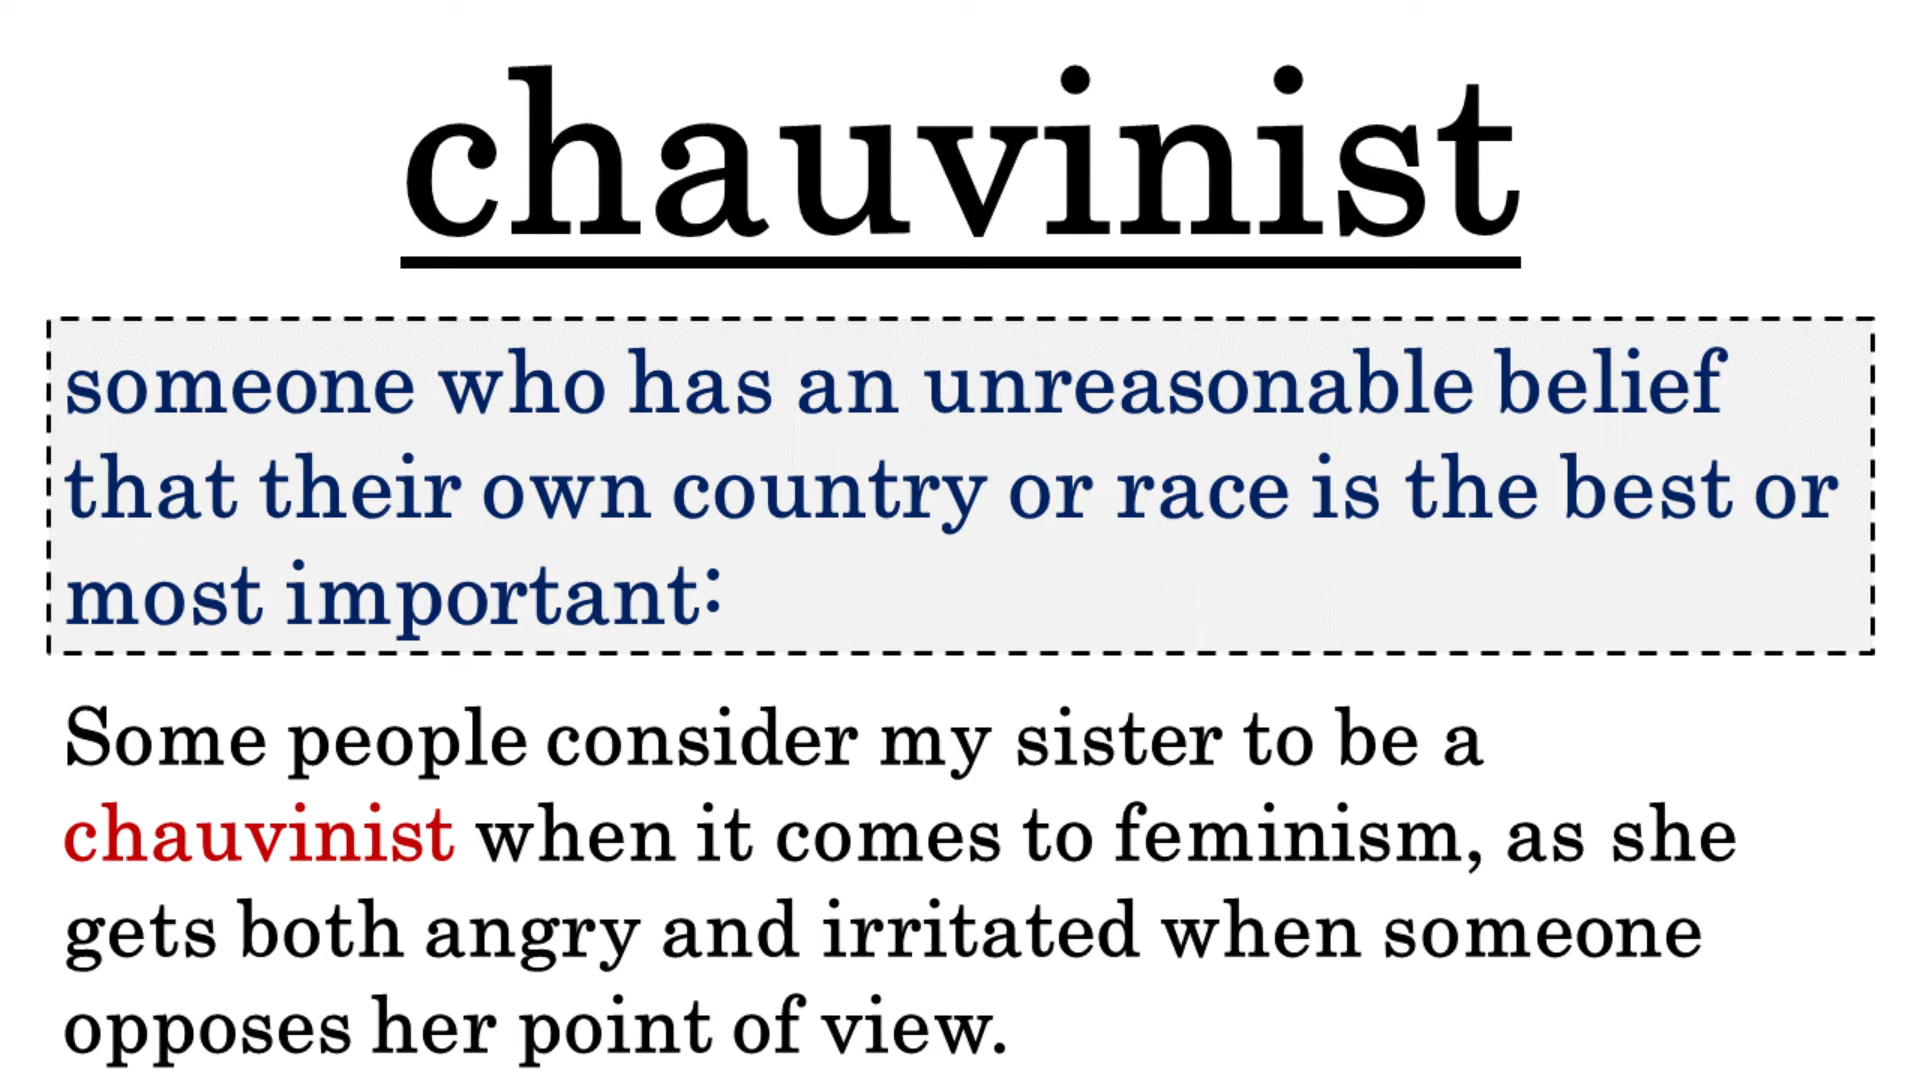 chauvinist
someone who has an unreasonable belief
that their own country or race is the best or
most important:
Some people consider my sister to be a
chauvinist when it comes to feminism, as she
gets both angry and irritated when someone
opposes her point of view.